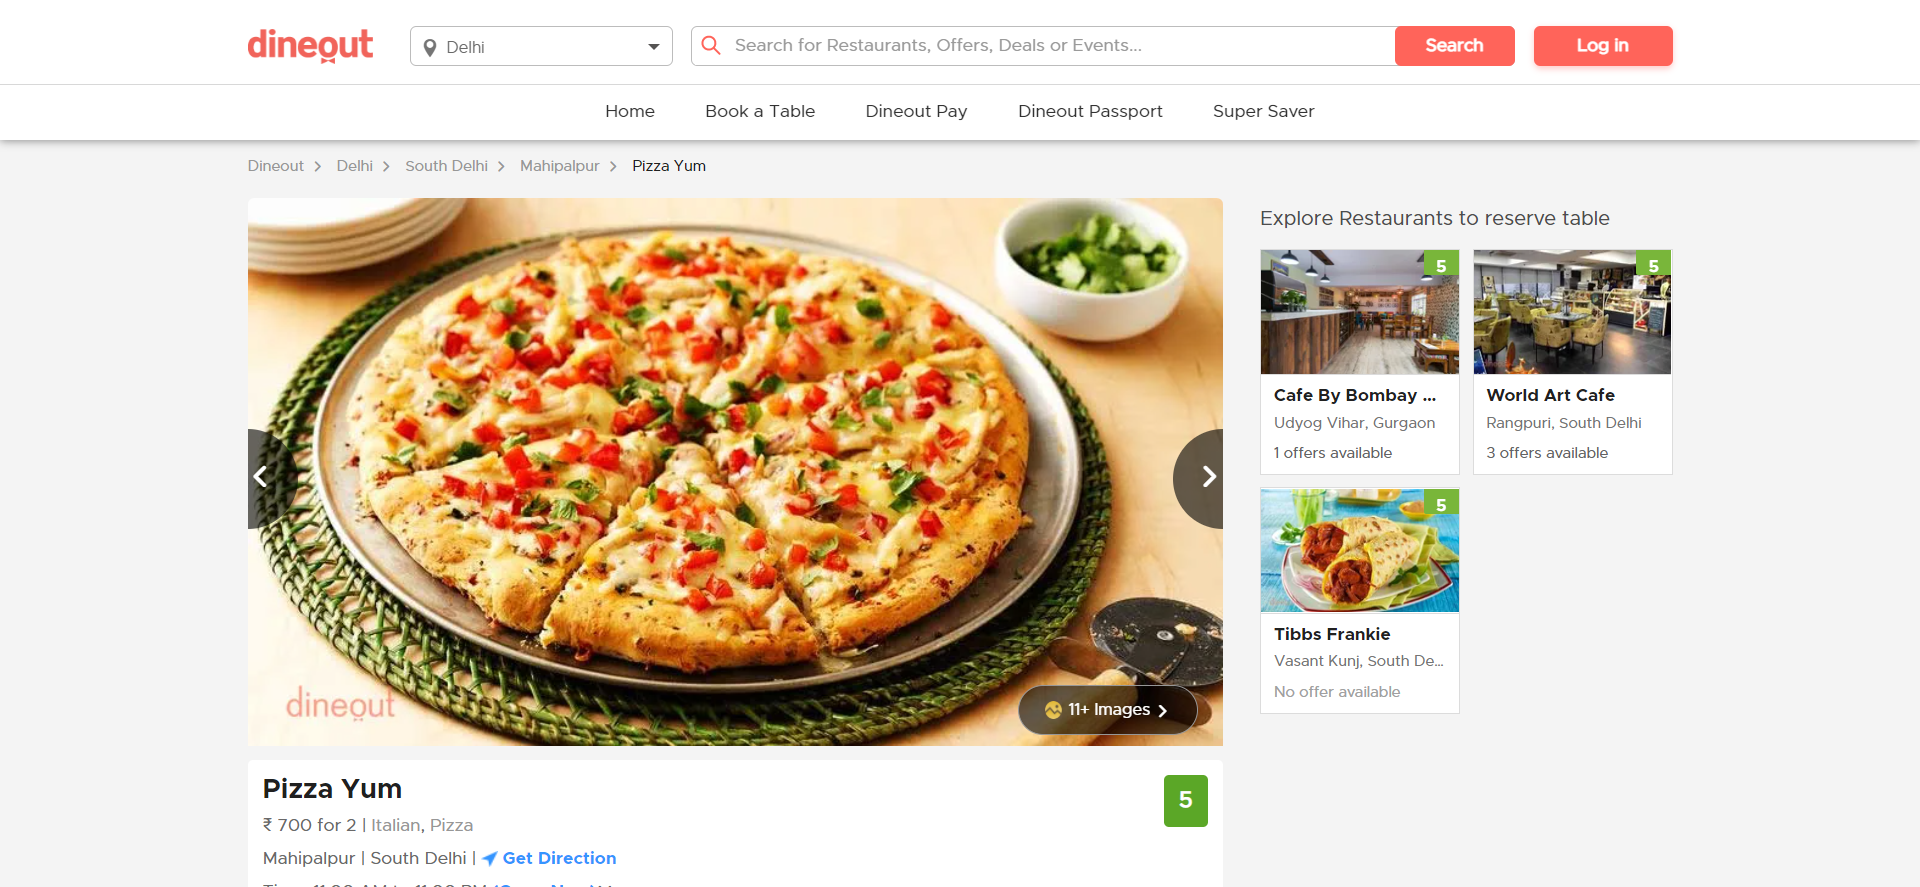 dineout
Delhi
Search for Restaurants, Offers, Deals or Events...
Search
Log in
Home
Book a Table
Dineout Pay
Dineout Passport
Super Saver
Dineout > Delhi > South Delhi > Mahipalpur > Pizza Yum
dineout
11+ Images
Pizza Yum
5
₹ 700 for 2 | Italian, Pizza
Mahipalpur | South Delhi | Get Direction
Explore Restaurants to reserve table
5
Cafe By Bombay ...
Udyog Vihar, Gurgaon
1 offers available
5
World Art Cafe
Rangpuri, South Delhi
3 offers available
5
Tibbs Frankie
Vasant Kunj, South De...
No offer available